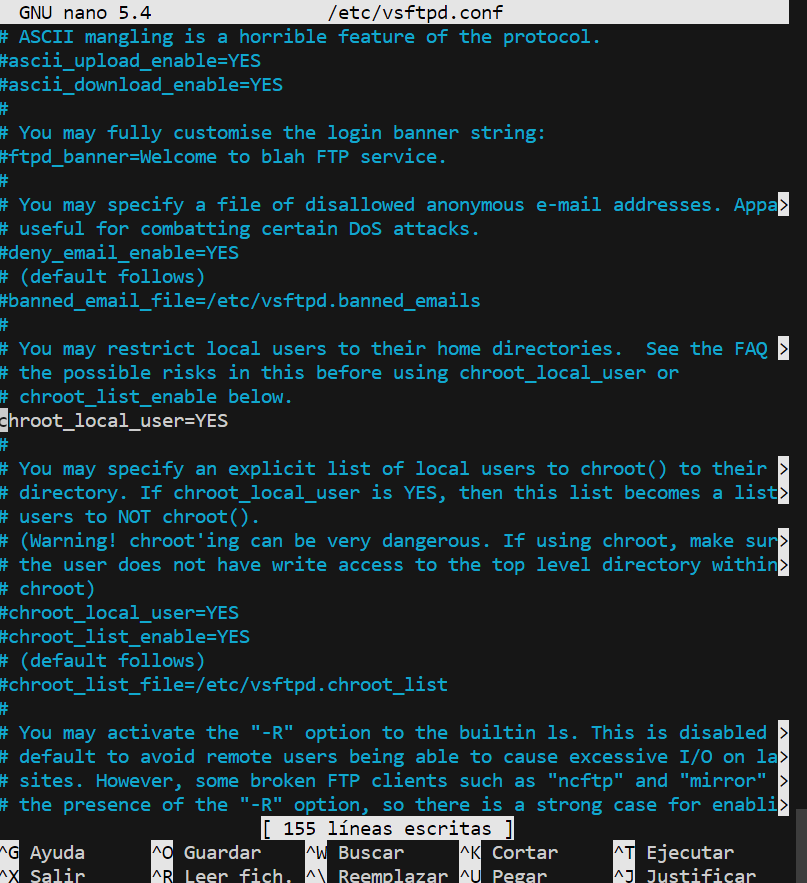 GNU nano 5.4 /etc/vsftpd.conf
# ASCII mangling is a horrible feature of the protocol.
#ascii_upload_enable=YES
#ascii_download_enable=YES
#
# You may fully customise the login banner string:
#ftpd_banner=Welcome to blah FTP service.
#
# You may specify a file of disallowed anonymous e-mail addresses. Appa>
# useful for combatting certain DoS attacks.
#deny_email_enable=YES
# (default follows)
#banned_email_file=/etc/vsftpd.banned_emails
#
# You may restrict local users to their home directories.  See the FAQ >
# the possible risks in this before using chroot_local_user or
# chroot_list_enable below.
chroot_local_user=YES
#
# You may specify an explicit list of local users to chroot() to their >
# directory. If chroot_local_user is YES, then this list becomes a list>
# users to NOT chroot().
# (Warning! chroot'ing can be very dangerous. If using chroot, make sur>
# the user does not have write access to the top level directory within>
# chroot)
#chroot_local_user=YES
#chroot_list_enable=YES
# (default follows)
#chroot_list_file=/etc/vsftpd.chroot_list
#
# You may activate the "-R" option to the builtin ls. This is disabled >
# default to avoid remote users being able to cause excessive I/O on la>
# sites. However, some broken FTP clients such as "ncftp" and "mirror" >
# the presence of the "-R" option, so there is a strong case for enabli>
[ 155 líneas escritas ]
^G Ayuda ^O Guardar ^W Buscar ^K Cortar ^T Ejecutar
^X Salir ^R Leer fich. ^\ Reemplazar ^U Pegar ^J Justificar